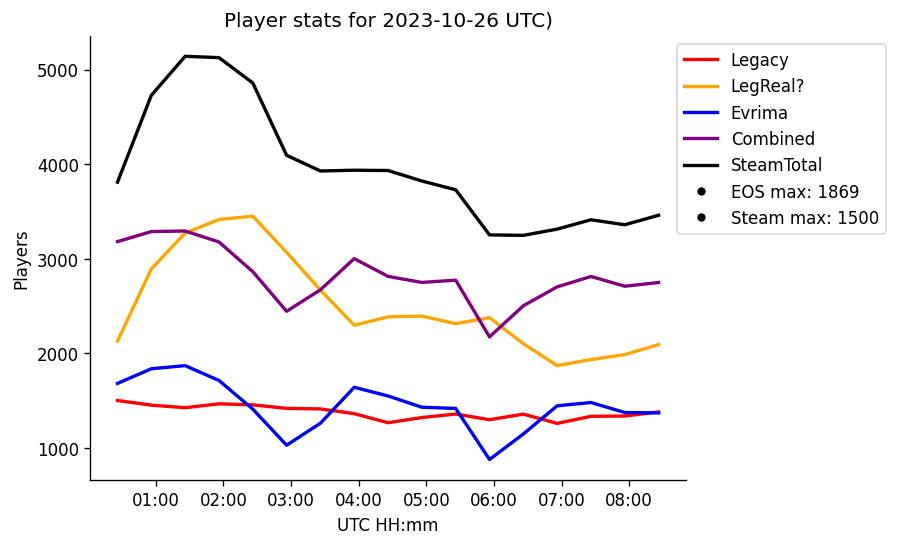 Player stats for 2023-10-26 UTC)
Players
5000
4000
3000
2000
1000
01:00 02:00 03:00 04:00 05:00 06:00 07:00 08:00
UTC HH:mm
Legacy
LegReal?
Evrima
Combined
SteamTotal
EOS max: 1869
Steam max: 1500